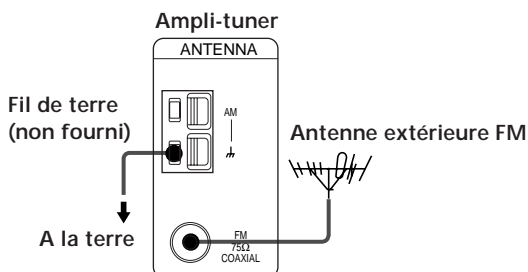 Ampli-tuner
ANTENNA
Fil de terre
(non fourni)
AM
Antenne extérieure FM
A la terre
FM
75Ω
COAXIAL